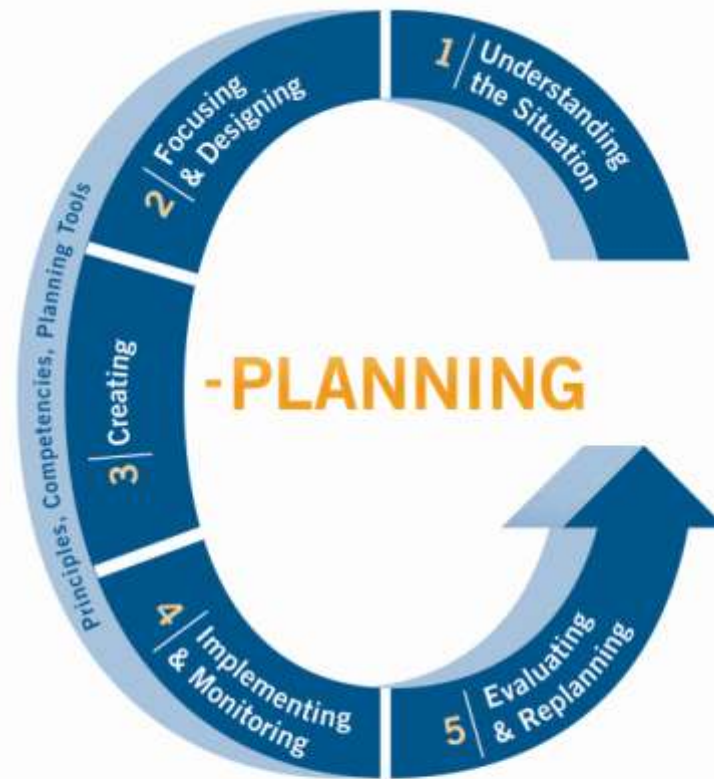 1 Understanding
the Situation
2 Focusing
& Designing
3 Creating
4 Implementing
& Monitoring
5 Evaluating
& Replanning
-PLANNING
Principles, Competencies, Planning Tools